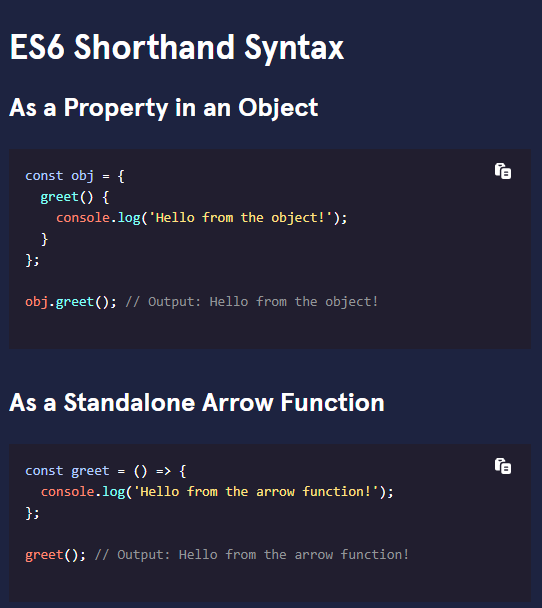 ES6 Shorthand Syntax
As a Property in an Object
const obj = {
  greet() {
    console.log('Hello from the object!');
  }
};

obj.greet(); // Output: Hello from the object!
As a Standalone Arrow Function
const greet = () => {
  console.log('Hello from the arrow function!');
};

greet(); // Output: Hello from the arrow function!